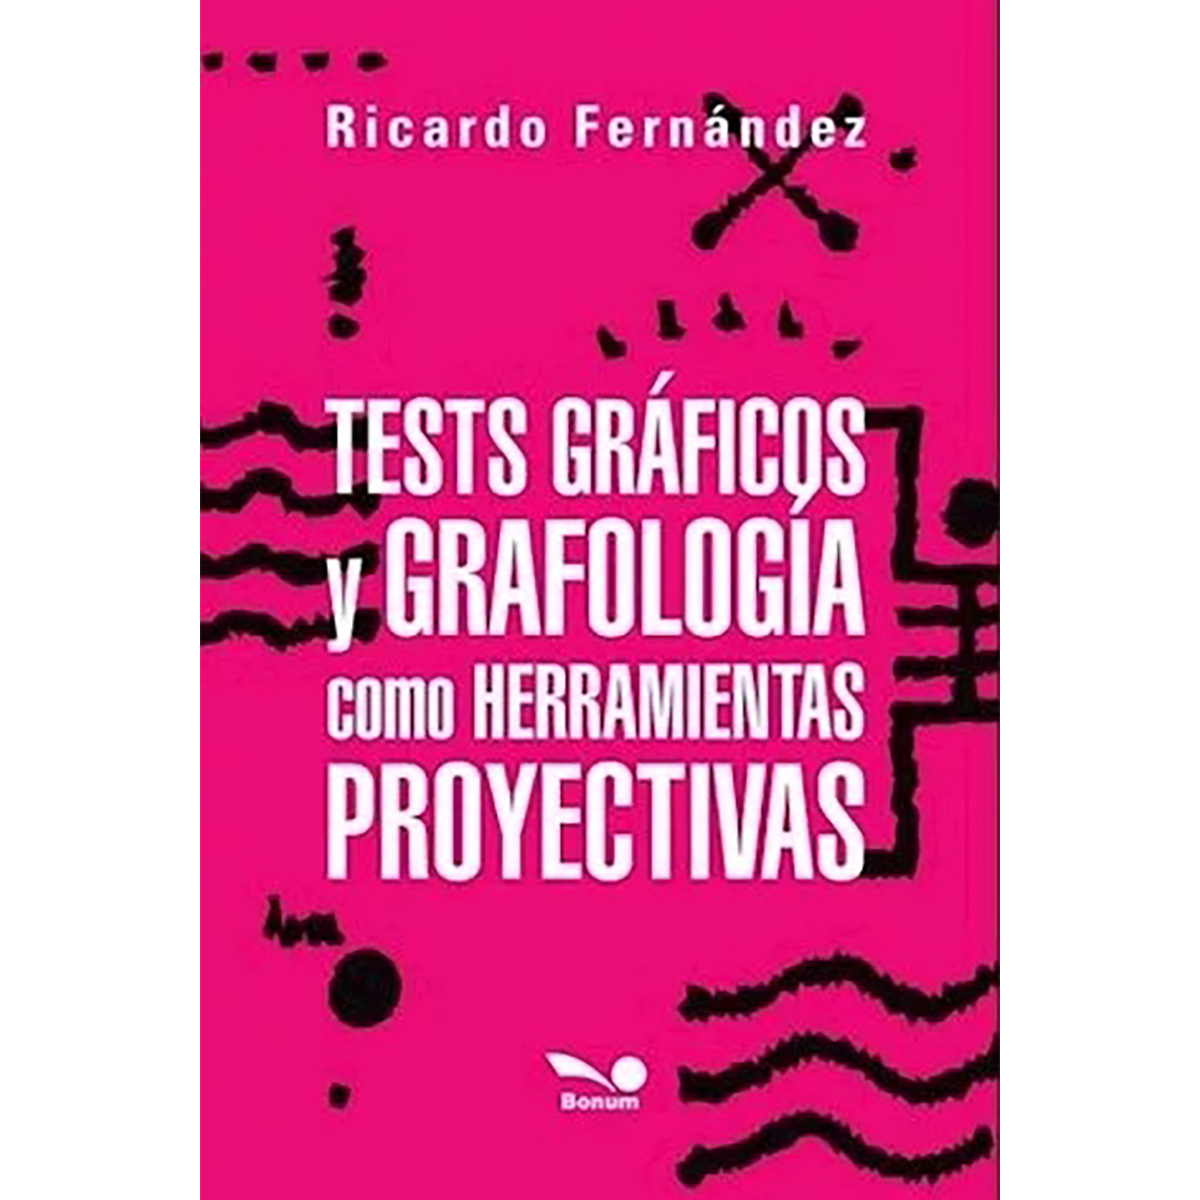 Ricardo Fernández
TESTS GRÁFICOS
y GRAFOLOGÍA
como HERRAMIENTAS
PROYECTIVAS
Bonum